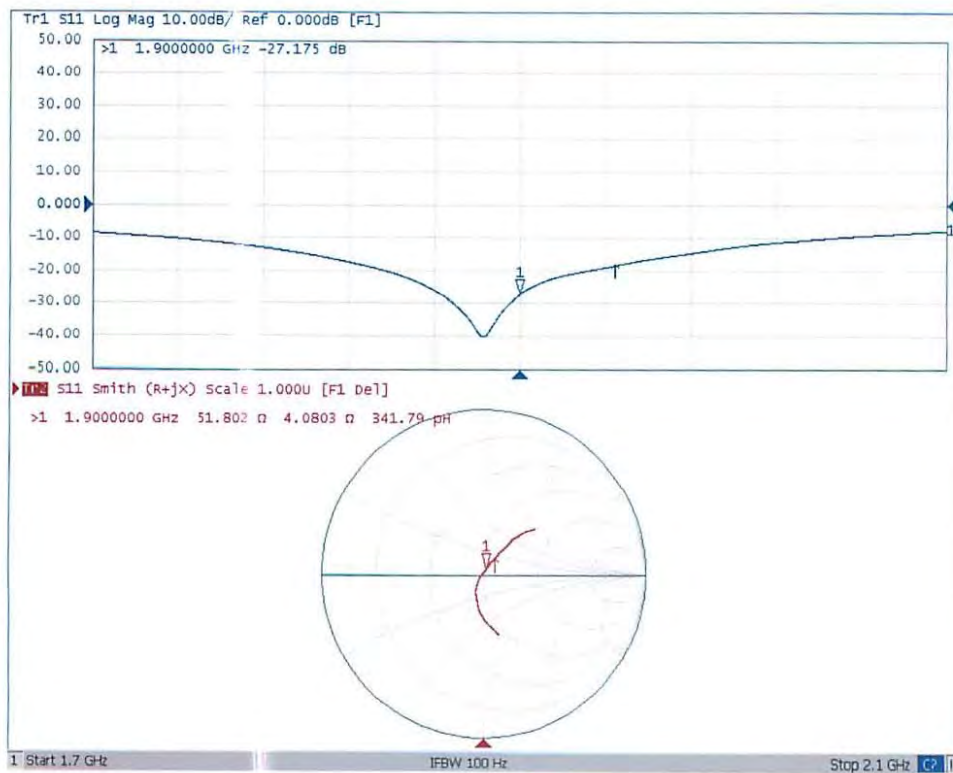 Tr1 S11 Log Mag 10.00dB/ Ref 0.000dB [F1]
50.00
>1 1.9000000 GHz -27.175 dB
40.00
30.00
20.00
10.00
0.000
-10.00
1
-20.00
1
-30.00
-40.00
-50.00
Tr2 S11 Smith (R+jX) Scale 1.000U [F1 Del]
>1 1.9000000 GHz 51.802 Ω 4.0803 Ω 341.79 pH
1
1 Start 1.7 GHz IFBW 100 Hz Stop 2.1 GHz C?